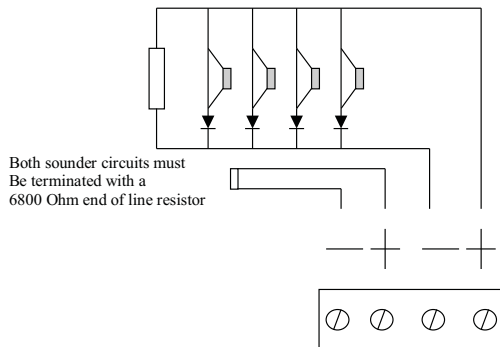 Both sounder circuits must
Be terminated with a
6800 Ohm end of line resistor